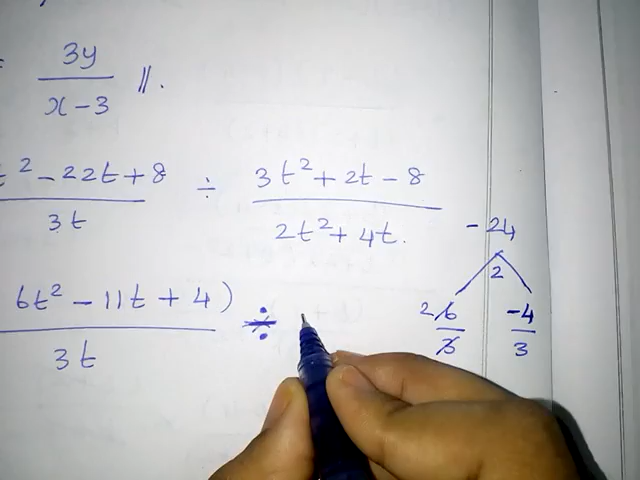 3y
x - 3 //.
t² - 22t + 8 ÷ 3t² + 2t - 8
3t 2t² + 4t.
- 24
2
6t² - 11t + 4) ÷
3t
2 6 -4
3 3